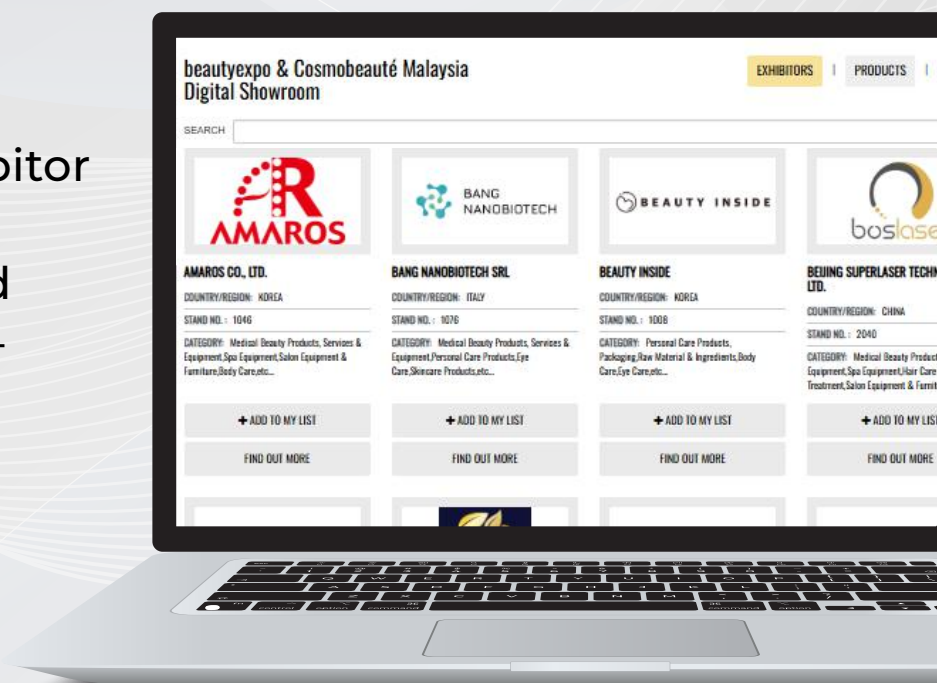 beautyexpo & Cosmobeauté Malaysia
Digital Showroom
EXHIBITORS | PRODUCTS |
SEARCH
AMAROS
BANG
NANOBIOTECH
BEAUTY INSIDE
boslase
AMAROS CO., LTD.
COUNTRY/REGION: KOREA
STAND NO. : 1046
CATEGORY: Medical Beauty Products, Services &
Equipment,Spa Equipment,Salon Equipment &
Furniture,Body Care,etc...
+ ADD TO MY LIST
FIND OUT MORE
BANG NANOBIOTECH SRL
COUNTRY/REGION: ITALY
STAND NO. : 1076
CATEGORY: Medical Beauty Products, Services &
Equipment,Personal Care Products,Eye
Care,Skincare Products,etc...
+ ADD TO MY LIST
FIND OUT MORE
BEAUTY INSIDE
COUNTRY/REGION: KOREA
STAND NO. : 1008
CATEGORY: Personal Care Products,
Packaging,Raw Material & Ingredients,Body
Care,Eye Care,etc...
+ ADD TO MY LIST
FIND OUT MORE
BEIJING SUPERLASER TECHN
LTD.
COUNTRY/REGION: CHINA
STAND NO. : 2040
CATEGORY: Medical Beauty Product
Equipment,Spa Equipment,Hair Care
Treatment,Salon Equipment & Furnit
+ ADD TO MY LIST
FIND OUT MORE
bitor
d
control option command
command option